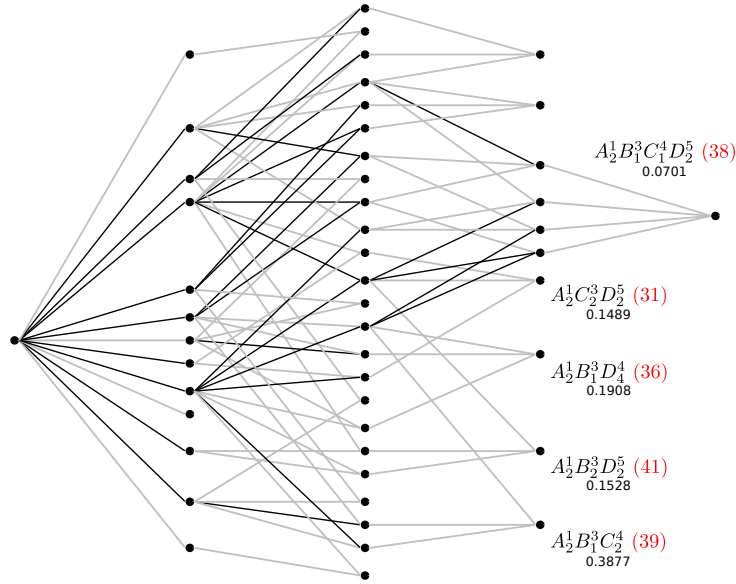 A_2^1 B_1^3 C_1^4 D_2^5 (38)
0.0701
A_2^1 C_2^3 D_2^5 (31)
0.1489
A_2^1 B_1^3 D_4^4 (36)
0.1908
A_2^1 B_2^3 D_2^5 (41)
0.1528
A_2^1 B_1^3 C_2^4 (39)
0.3877